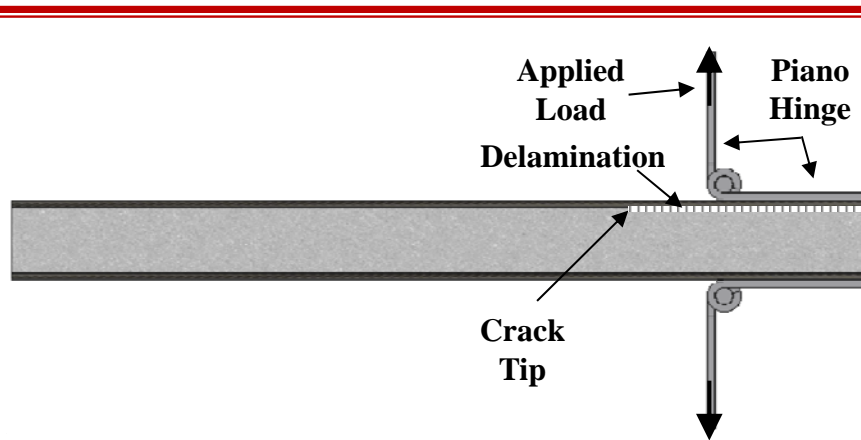 Applied
Load
Piano
Hinge
Delamination
Crack
Tip